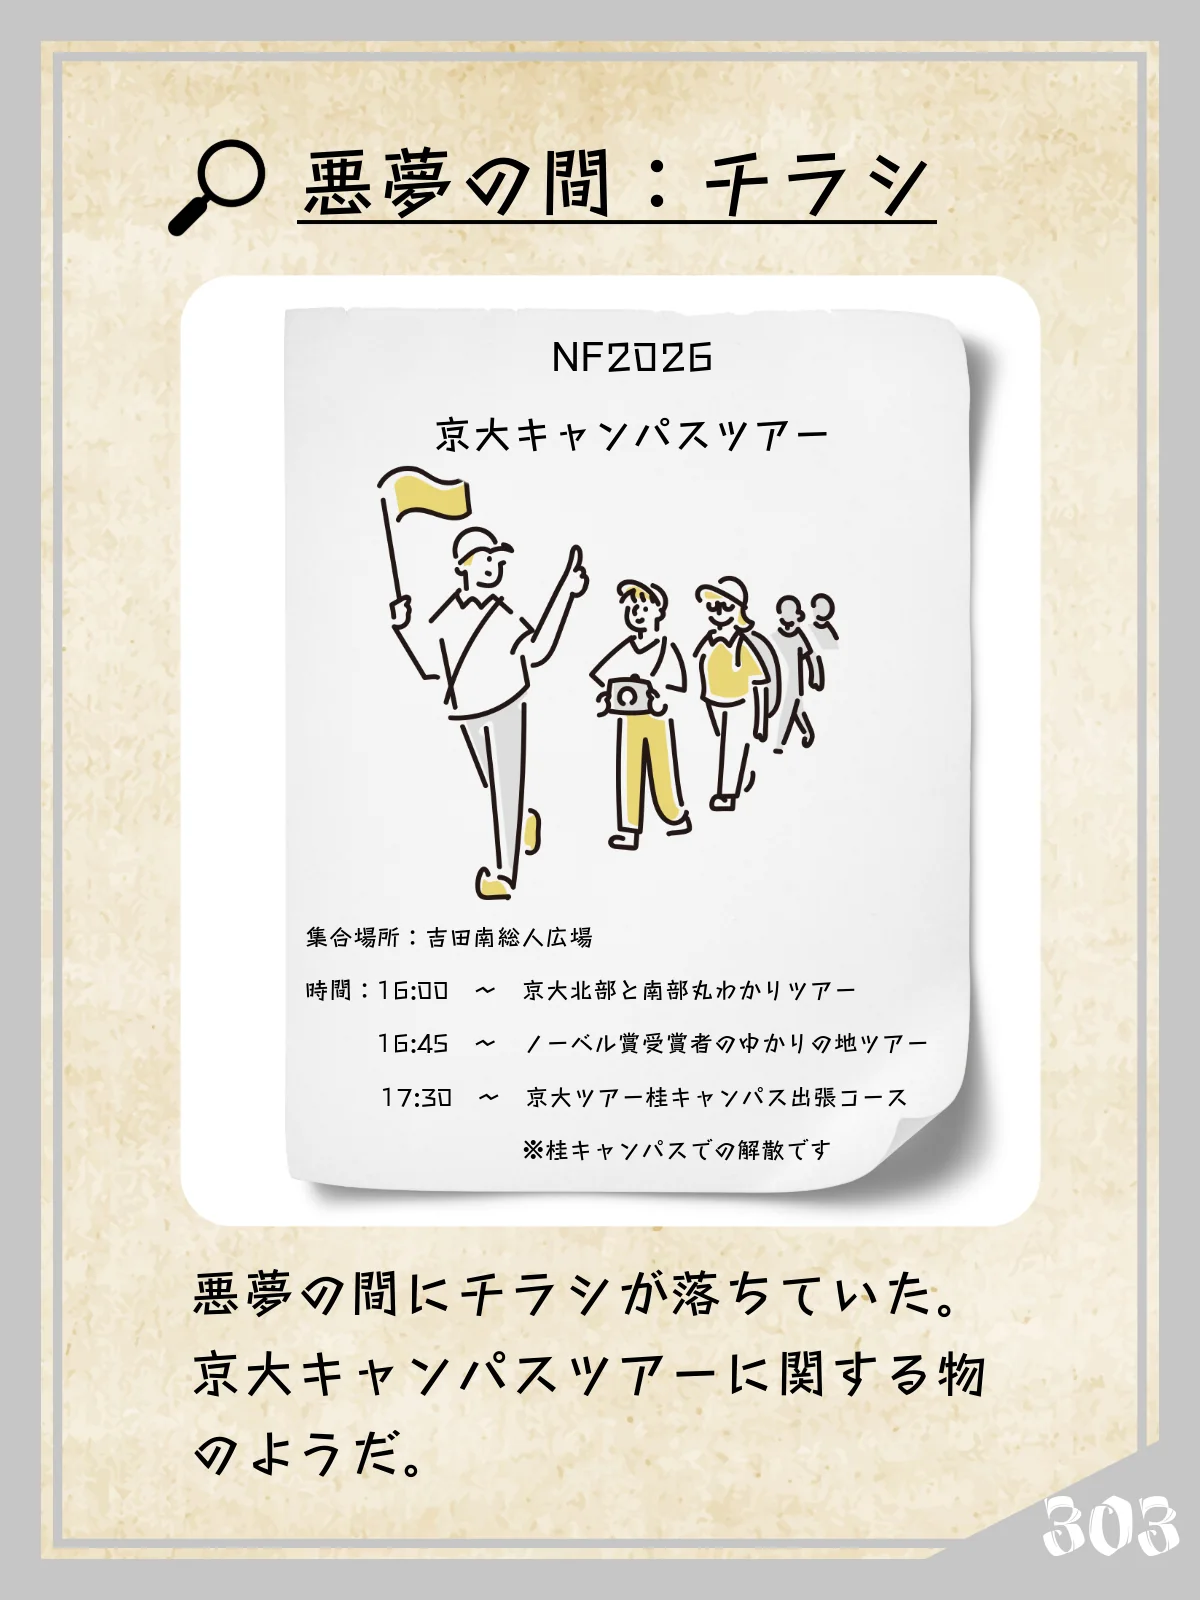 悪夢の間：チラシ
NF2026
京大キャンパスツアー
集合場所：吉田南総人広場
時間：16:00 ～ 京大北部と南部丸わかりツアー
16:45 ～ ノーベル賞受賞者のゆかりの地ツアー
17:30 ～ 京大ツアー桂キャンパス出張コース
※桂キャンパスでの解散です
悪夢の間にチラシが落ちていた。
京大キャンパスツアーに関する物
のようだ。
303